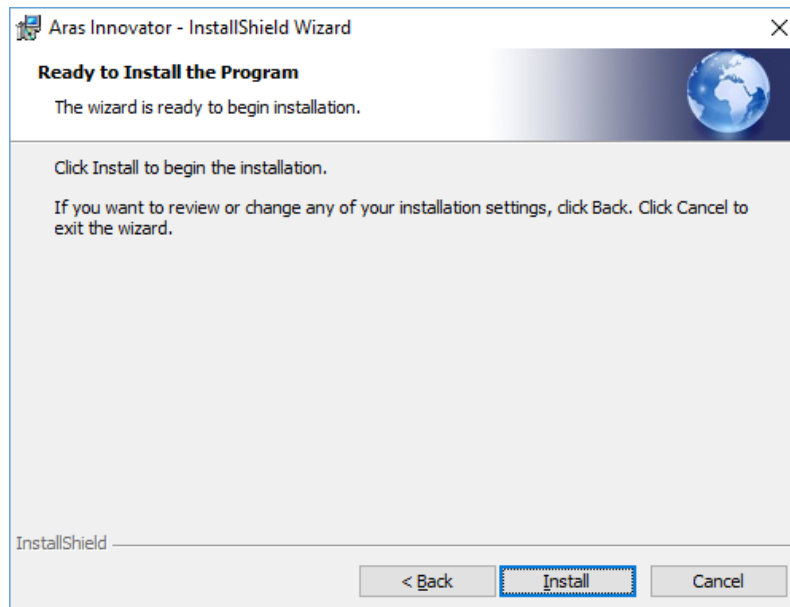 Aras Innovator - InstallShield Wizard
Ready to Install the Program
The wizard is ready to begin installation.
Click Install to begin the installation.
If you want to review or change any of your installation settings, click Back. Click Cancel to
exit the wizard.
InstallShield
< Back
Install
Cancel